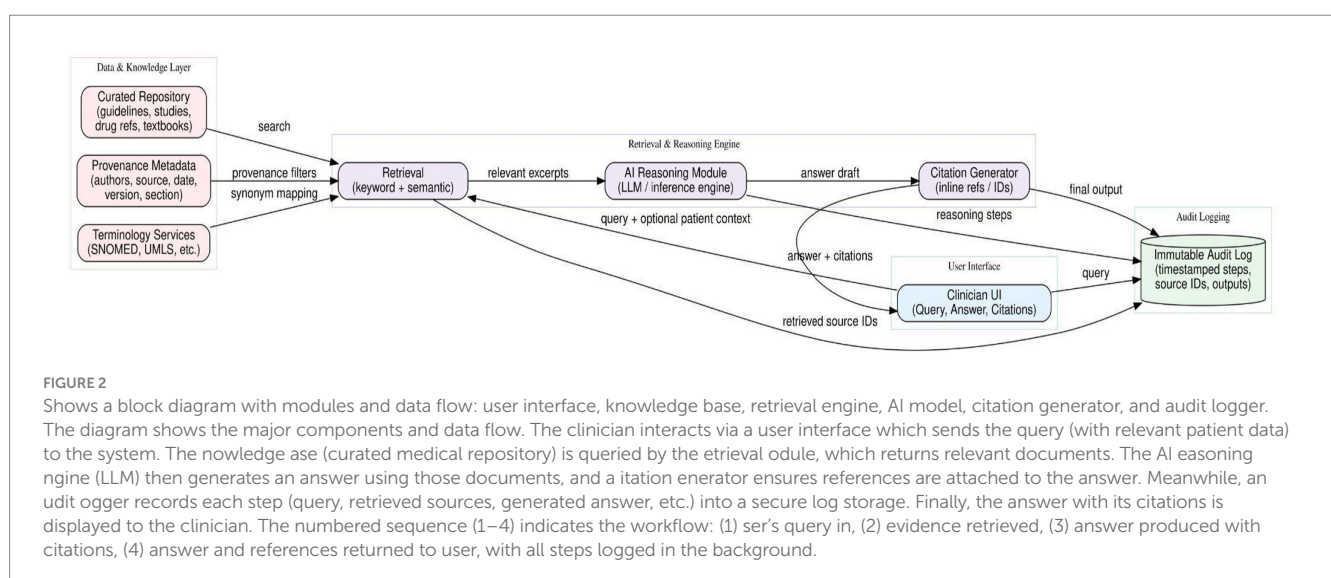 Data & Knowledge Layer
Curated Repository
(guidelines, studies,
drug refs, textbooks)
search
Retrieval & Reasoning Engine
Provenance Metadata
(authors, source, date,
version, section)
provenance filters
synonym mapping
Retrieval
(keyword + semantic)
relevant excerpts
AI Reasoning Module
(LLM / inference engine)
answer draft
Citation Generator
(inline refs / IDs)
final output
Terminology Services
(SNOMED, UMLS, etc.)
query + optional patient context
reasoning steps
Audit Logging
Immutable Audit Log
(timestamped steps,
source IDs, outputs)
answer + citations
User Interface
Clinician UI
(Query, Answer, Citations)
query
retrieved source IDs
FIGURE 2
Shows a block diagram with modules and data flow: user interface, knowledge base, retrieval engine, AI model, citation generator, and audit logger.
The diagram shows the major components and data flow. The clinician interacts via a user interface which sends the query (with relevant patient data)
to the system. The nowledge ase (curated medical repository) is queried by the etrieval odule, which returns relevant documents. The AI easoning
ngine (LLM) then generates an answer using those documents, and a itation enerator ensures references are attached to the answer. Meanwhile, an
udit ogger records each step (query, retrieved sources, generated answer, etc.) into a secure log storage. Finally, the answer with its citations is
displayed to the clinician. The numbered sequence (1–4) indicates the workflow: (1) ser’s query in, (2) evidence retrieved, (3) answer produced with
citations, (4) answer and references returned to user, with all steps logged in the background.